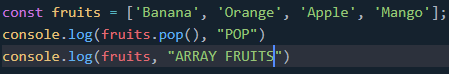 const fruits = ['Banana', 'Orange', 'Apple', 'Mango'];
console.log(fruits.pop(), "POP")
console.log(fruits, "ARRAY FRUITS")